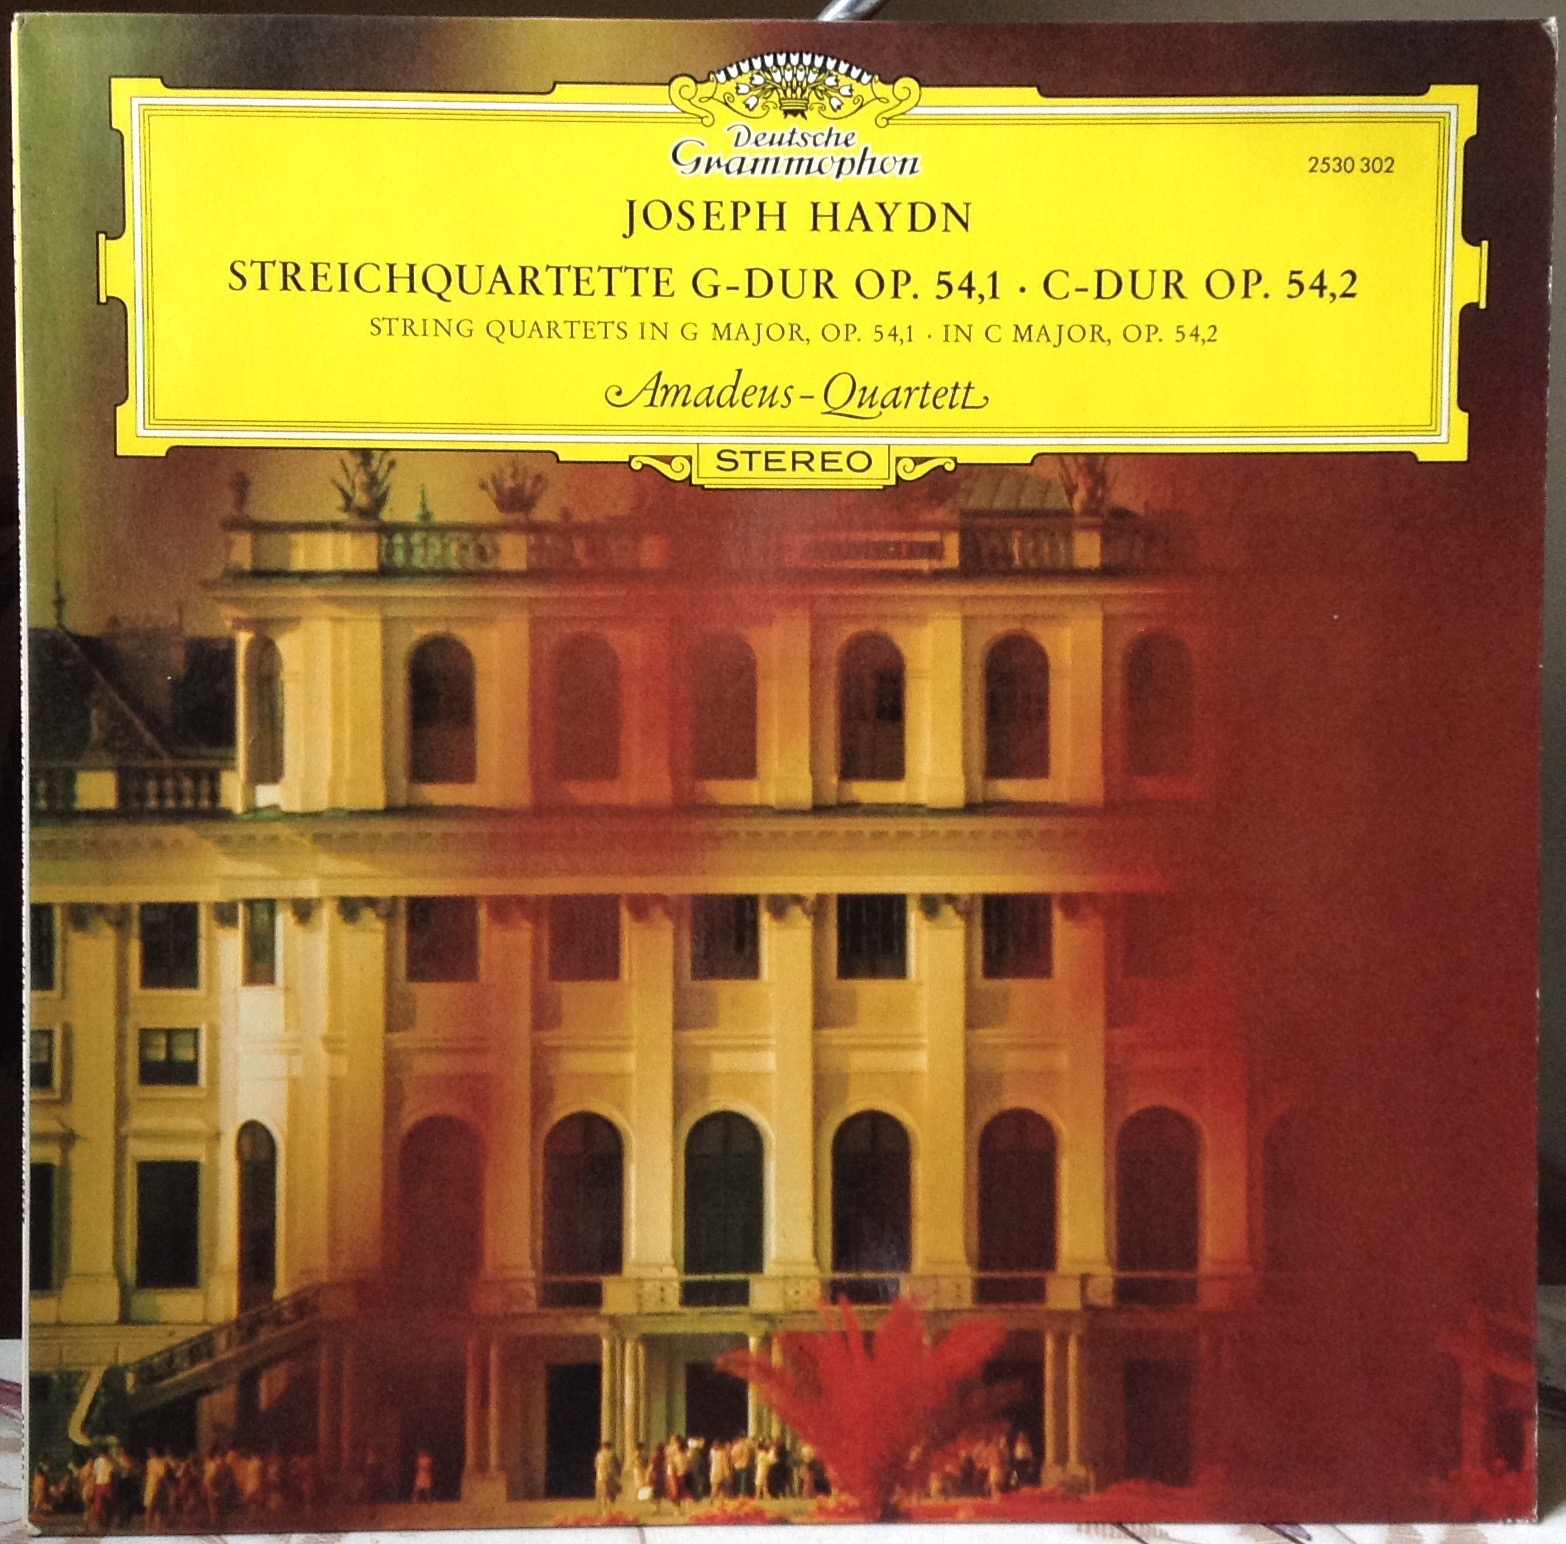 Deutsche
Grammophon
2530 302
JOSEPH HAYDN
STREICHQUARTETTE G-DUR OP. 54,1 · C-DUR OP. 54,2
STRING QUARTETS IN G MAJOR, OP. 54,1 · IN C MAJOR, OP. 54,2
Amadeus-Quartett
STEREO